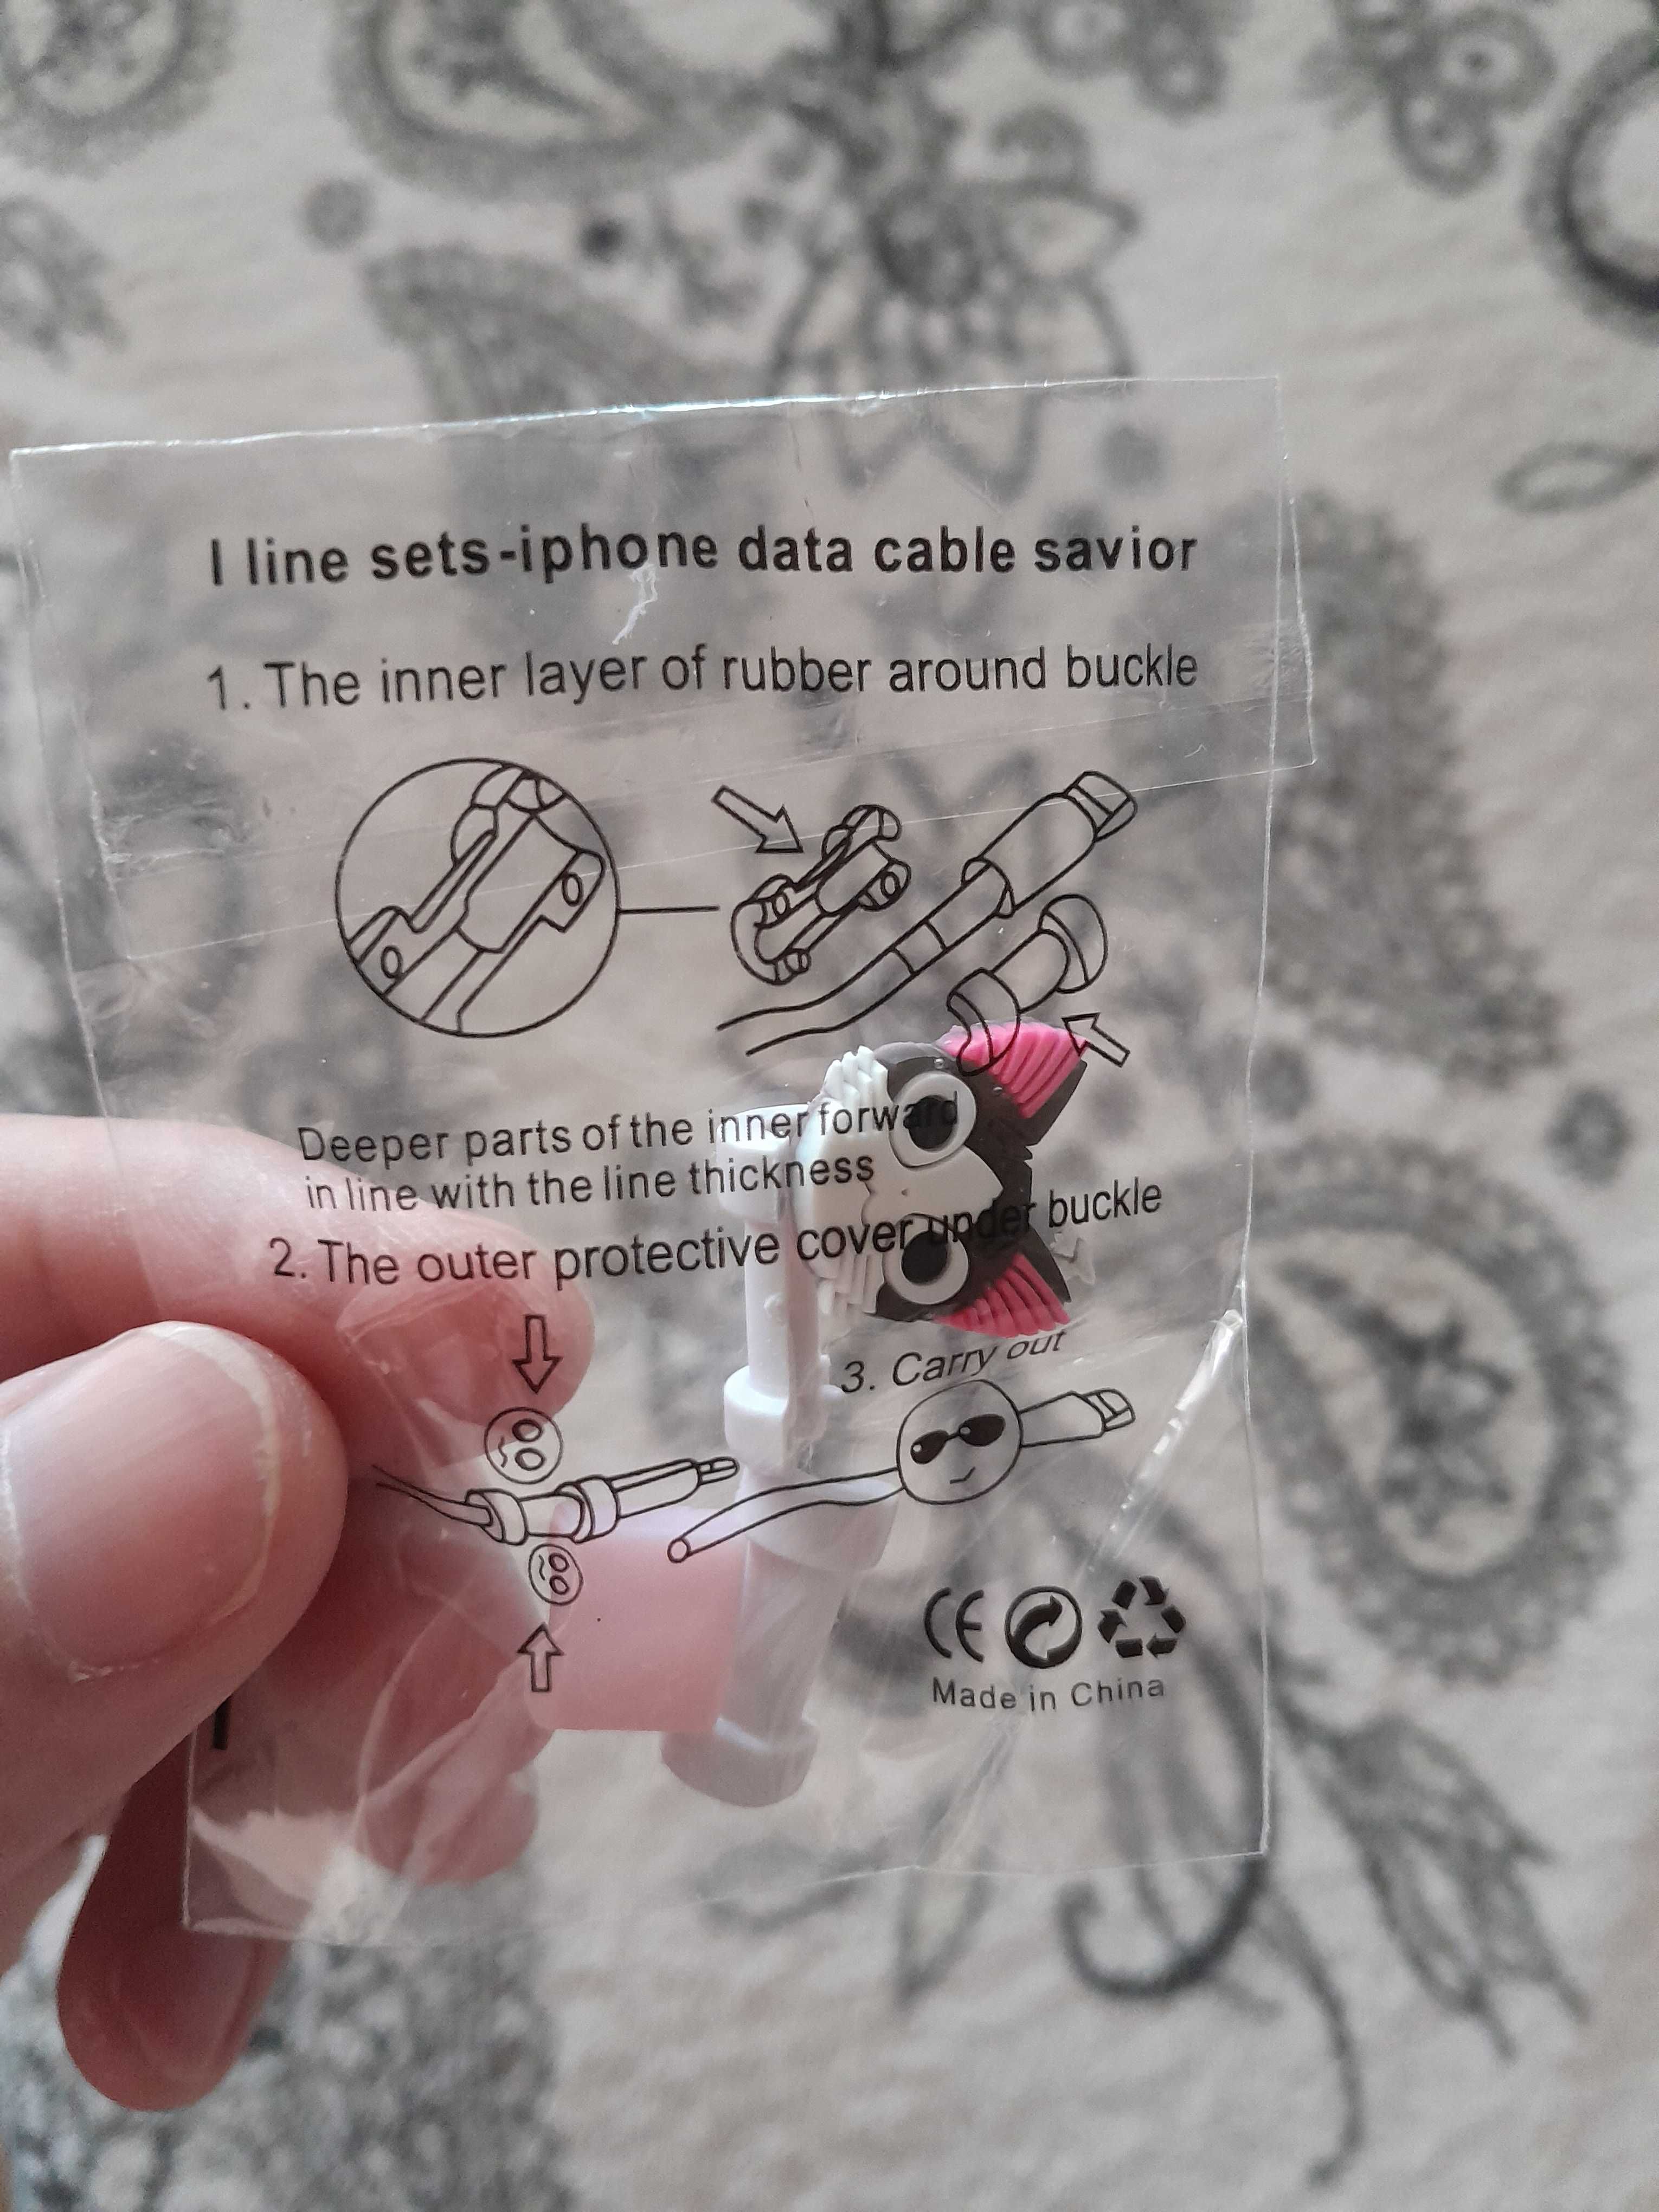 I line sets-iphone data cable savior
1. The inner layer of rubber around buckle
Deeper parts of the inner forward
in line with the line thickness
2. The outer protective cover under buckle
3. Carry out
CE
Made in China